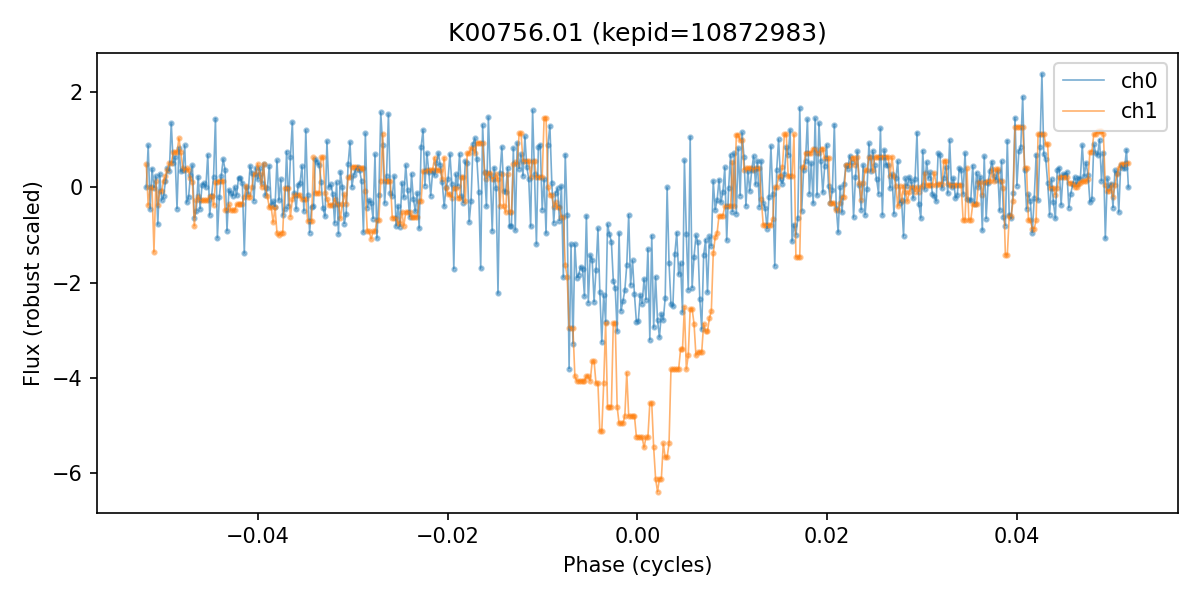 K00756.01 (kepid=10872983)
ch0
ch1
Flux (robust scaled)
2
0
−2
−4
−6
−0.04
−0.02
0.00
0.02
0.04
Phase (cycles)